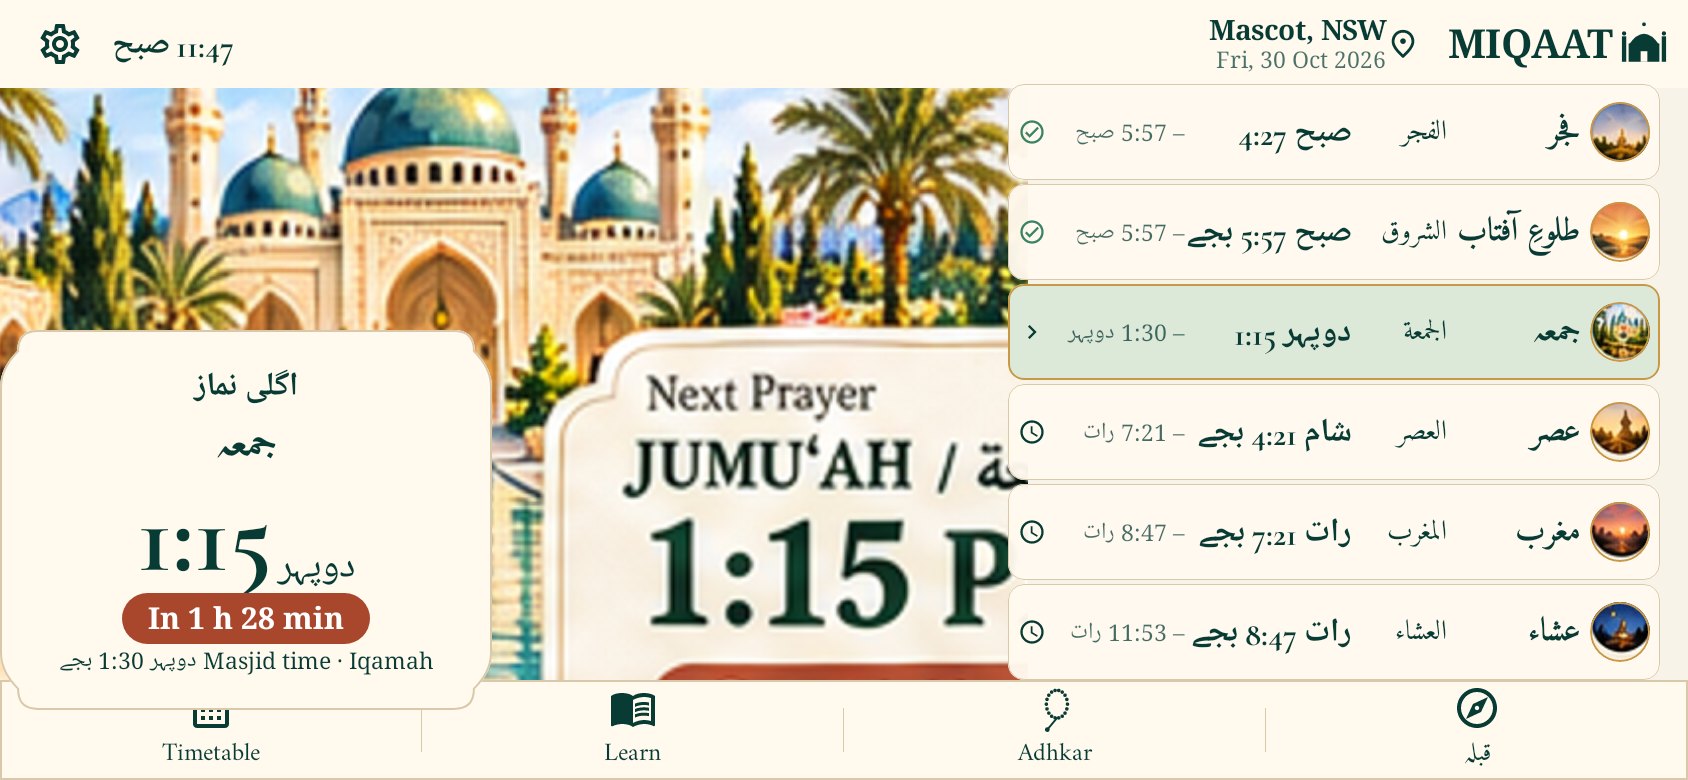 MIQAAT
Mascot, NSW
Fri, 30 Oct 2026
11:47 صبح
فجر الفجر صبح 4:27 – 5:57 صبح
طلوعِ آفتاب الشروق صبح 5:57 بجے – 5:57 صبح
جمعہ الجمعة دوپہر 1:15 – 1:30 دوپہر
عصر العصر شام 4:21 بجے – 7:21 رات
مغرب المغرب رات 7:21 بجے – 8:47 رات
عشاء العشاء رات 8:47 بجے – 11:53 رات
Next Prayer
JUMU‘AH /
1:15 P
اگلی نماز
جمعہ
1:15 دوپہر
In 1 h 28 min
دوپہر 1:30 بجے Masjid time · Iqamah
Timetable
Learn
Adhkar
قبلہ